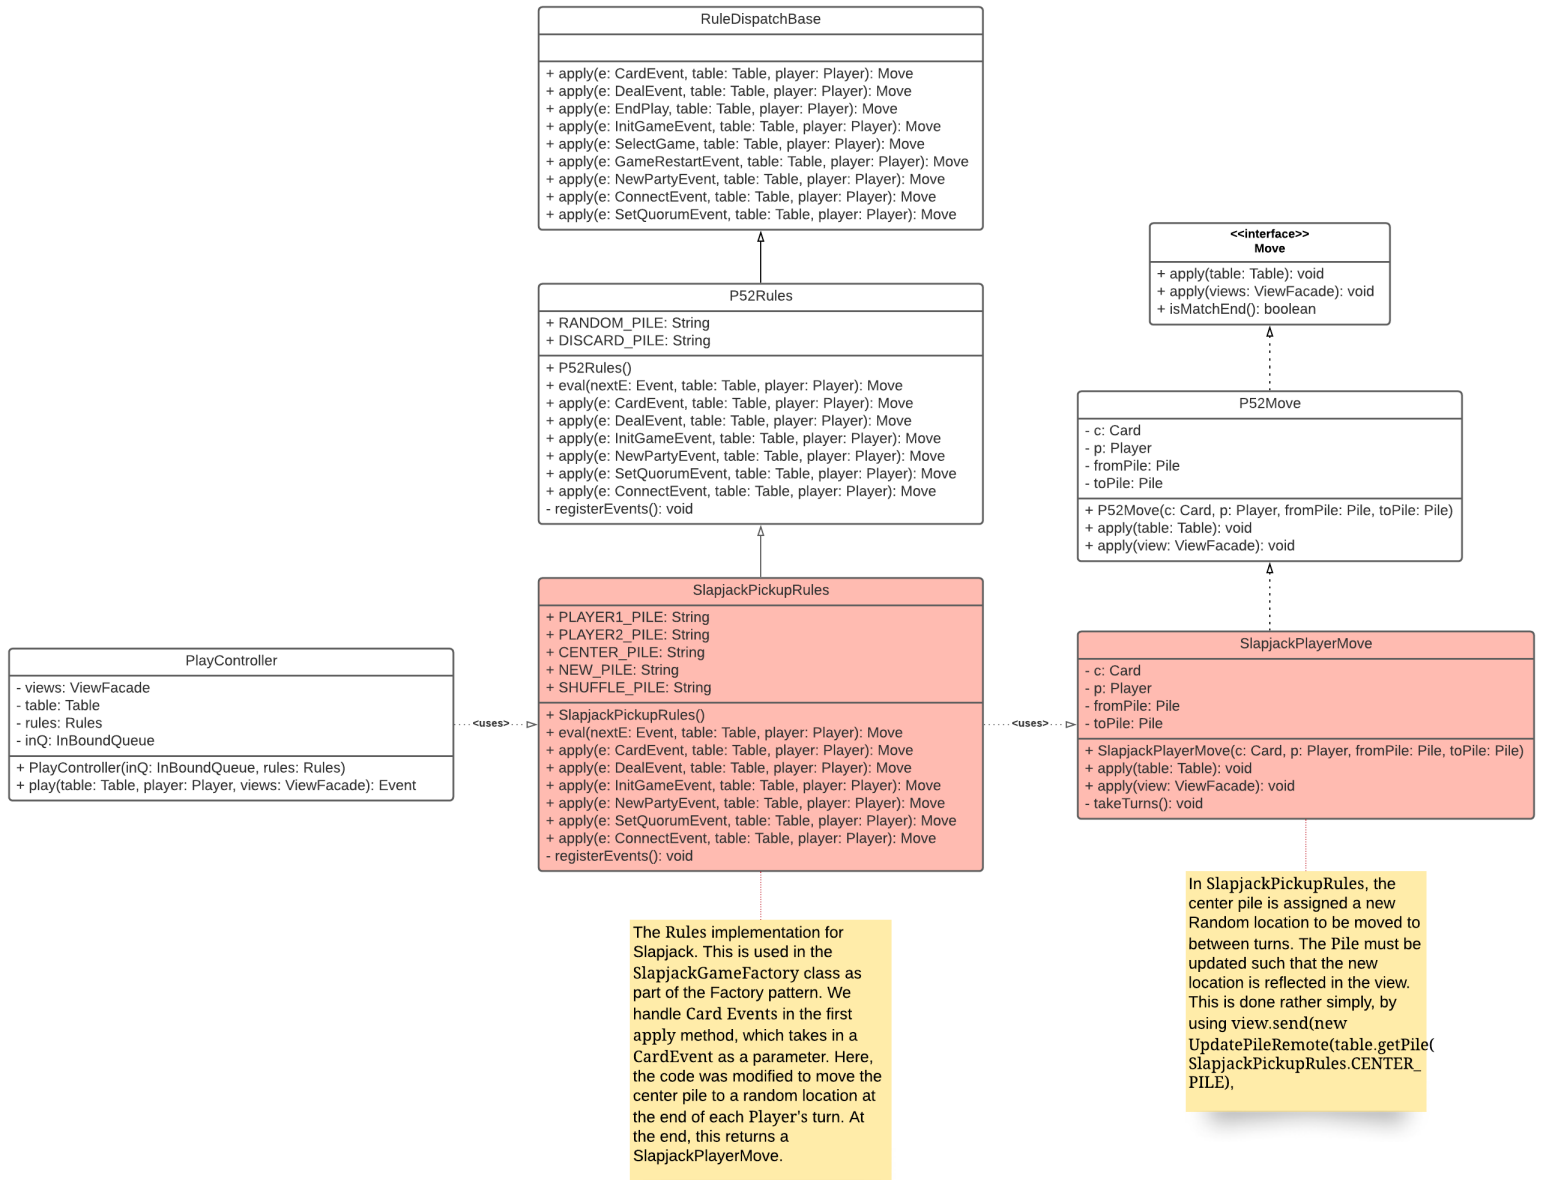 RuleDispatchBase
+ apply(e: CardEvent, table: Table, player: Player): Move
+ apply(e: DealEvent, table: Table, player: Player): Move
+ apply(e: EndPlay, table: Table, player: Player): Move
+ apply(e: InitGameEvent, table: Table, player: Player): Move
+ apply(e: SelectGame, table: Table, player: Player): Move
+ apply(e: GameRestartEvent, table: Table, player: Player): Move
+ apply(e: NewPartyEvent, table: Table, player: Player): Move
+ apply(e: ConnectEvent, table: Table, player: Player): Move
+ apply(e: SetQuorumEvent, table: Table, player: Player): Move
<<interface>>
Move
+ apply(table: Table): void
+ apply(views: ViewFacade): void
+ isMatchEnd(): boolean
P52Rules
+ RANDOM_PILE: String
+ DISCARD_PILE: String
+ P52Rules()
+ eval(nextE: Event, table: Table, player: Player): Move
+ apply(e: CardEvent, table: Table, player: Player): Move
+ apply(e: DealEvent, table: Table, player: Player): Move
+ apply(e: InitGameEvent, table: Table, player: Player): Move
+ apply(e: NewPartyEvent, table: Table, player: Player): Move
+ apply(e: SetQuorumEvent, table: Table, player: Player): Move
+ apply(e: ConnectEvent, table: Table, player: Player): Move
- registerEvents(): void
P52Move
- c: Card
- p: Player
- fromPile: Pile
- toPile: Pile
+ P52Move(c: Card, p: Player, fromPile: Pile, toPile: Pile)
+ apply(table: Table): void
+ apply(view: ViewFacade): void
PlayController
- views: ViewFacade
- table: Table
- rules: Rules
- inQ: InBoundQueue
+ PlayController(inQ: InBoundQueue, rules: Rules)
+ play(table: Table, player: Player, views: ViewFacade): Event
<uses>
SlapjackPickupRules
+ PLAYER1_PILE: String
+ PLAYER2_PILE: String
+ CENTER_PILE: String
+ NEW_PILE: String
+ SHUFFLE_PILE: String
+ SlapjackPickupRules()
+ eval(nextE: Event, table: Table, player: Player): Move
+ apply(e: CardEvent, table: Table, player: Player): Move
+ apply(e: DealEvent, table: Table, player: Player): Move
+ apply(e: InitGameEvent, table: Table, player: Player): Move
+ apply(e: NewPartyEvent, table: Table, player: Player): Move
+ apply(e: SetQuorumEvent, table: Table, player: Player): Move
+ apply(e: ConnectEvent, table: Table, player: Player): Move
- registerEvents(): void
<uses>
SlapjackPlayerMove
- c: Card
- p: Player
- fromPile: Pile
- toPile: Pile
+ SlapjackPlayerMove(c: Card, p: Player, fromPile: Pile, toPile: Pile)
+ apply(table: Table): void
+ apply(view: ViewFacade): void
- takeTurns(): void
The Rules implementation for
Slapjack. This is used in the
SlapjackGameFactory class as
part of the Factory pattern. We
handle Card Events in the first
apply method, which takes in a
CardEvent as a parameter. Here,
the code was modified to move the
center pile to a random location at
the end of each Player's turn. At
the end, this returns a
SlapjackPlayerMove.
In SlapjackPickupRules, the
center pile is assigned a new
Random location to be moved to
between turns. The Pile must be
updated such that the new
location is reflected in the view.
This is done rather simply, by
using view.send(new
UpdatePileRemote(table.getPile(
SlapjackPickupRules.CENTER_
PILE),